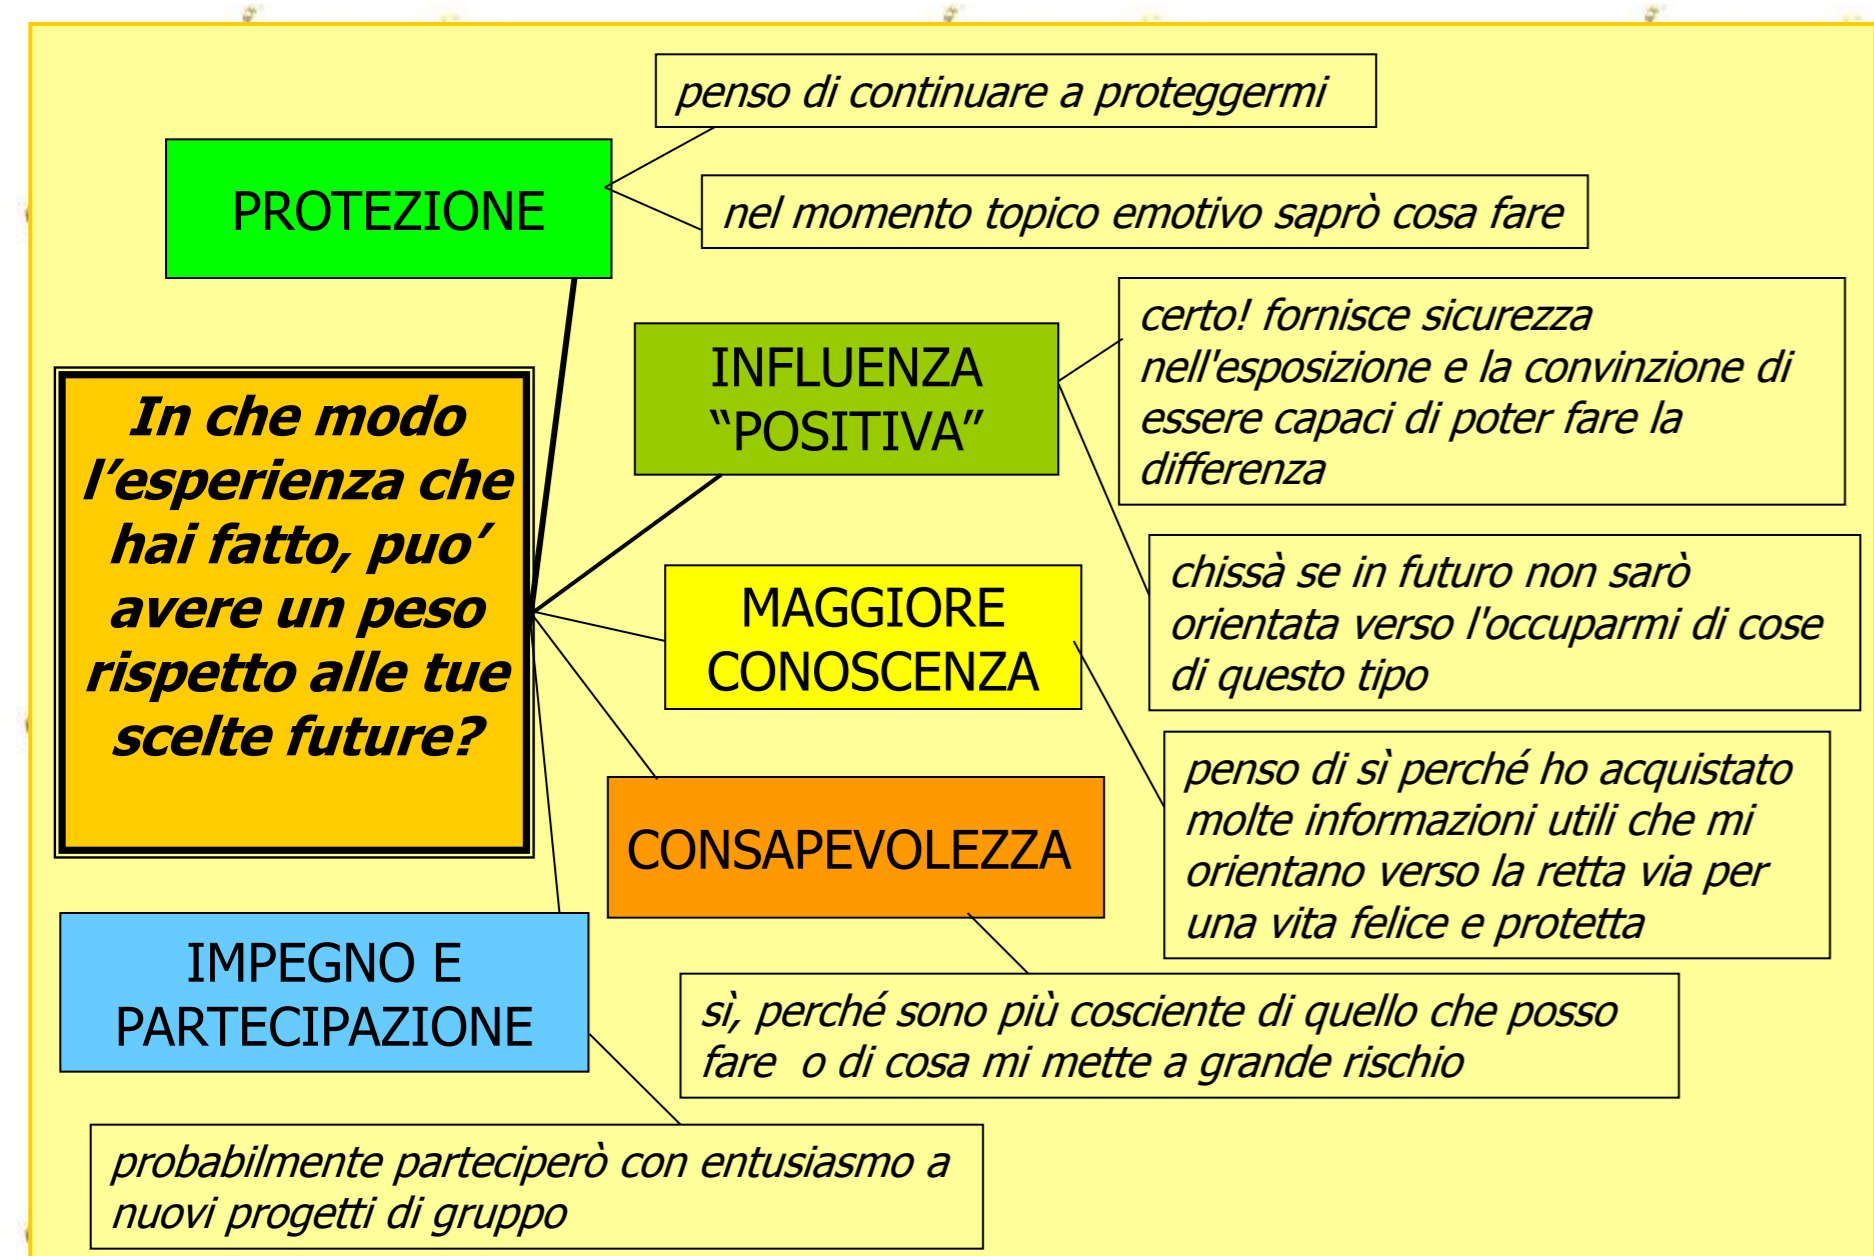 penso di continuare a proteggermi
PROTEZIONE
nel momento topico emotivo saprò cosa fare
certo! fornisce sicurezza
nell'esposizione e la convinzione di
essere capaci di poter fare la
differenza
INFLUENZA
“POSITIVA”
In che modo
l’esperienza che
hai fatto, puo’
avere un peso
rispetto alle tue
scelte future?
chissà se in futuro non sarò
orientata verso l'occuparmi di cose
di questo tipo
MAGGIORE
CONOSCENZA
penso di sì perché ho acquistato
molte informazioni utili che mi
orientano verso la retta via per
una vita felice e protetta
CONSAPEVOLEZZA
IMPEGNO E
PARTECIPAZIONE
sì, perché sono più cosciente di quello che posso
fare  o di cosa mi mette a grande rischio
probabilmente parteciperò con entusiasmo a
nuovi progetti di gruppo